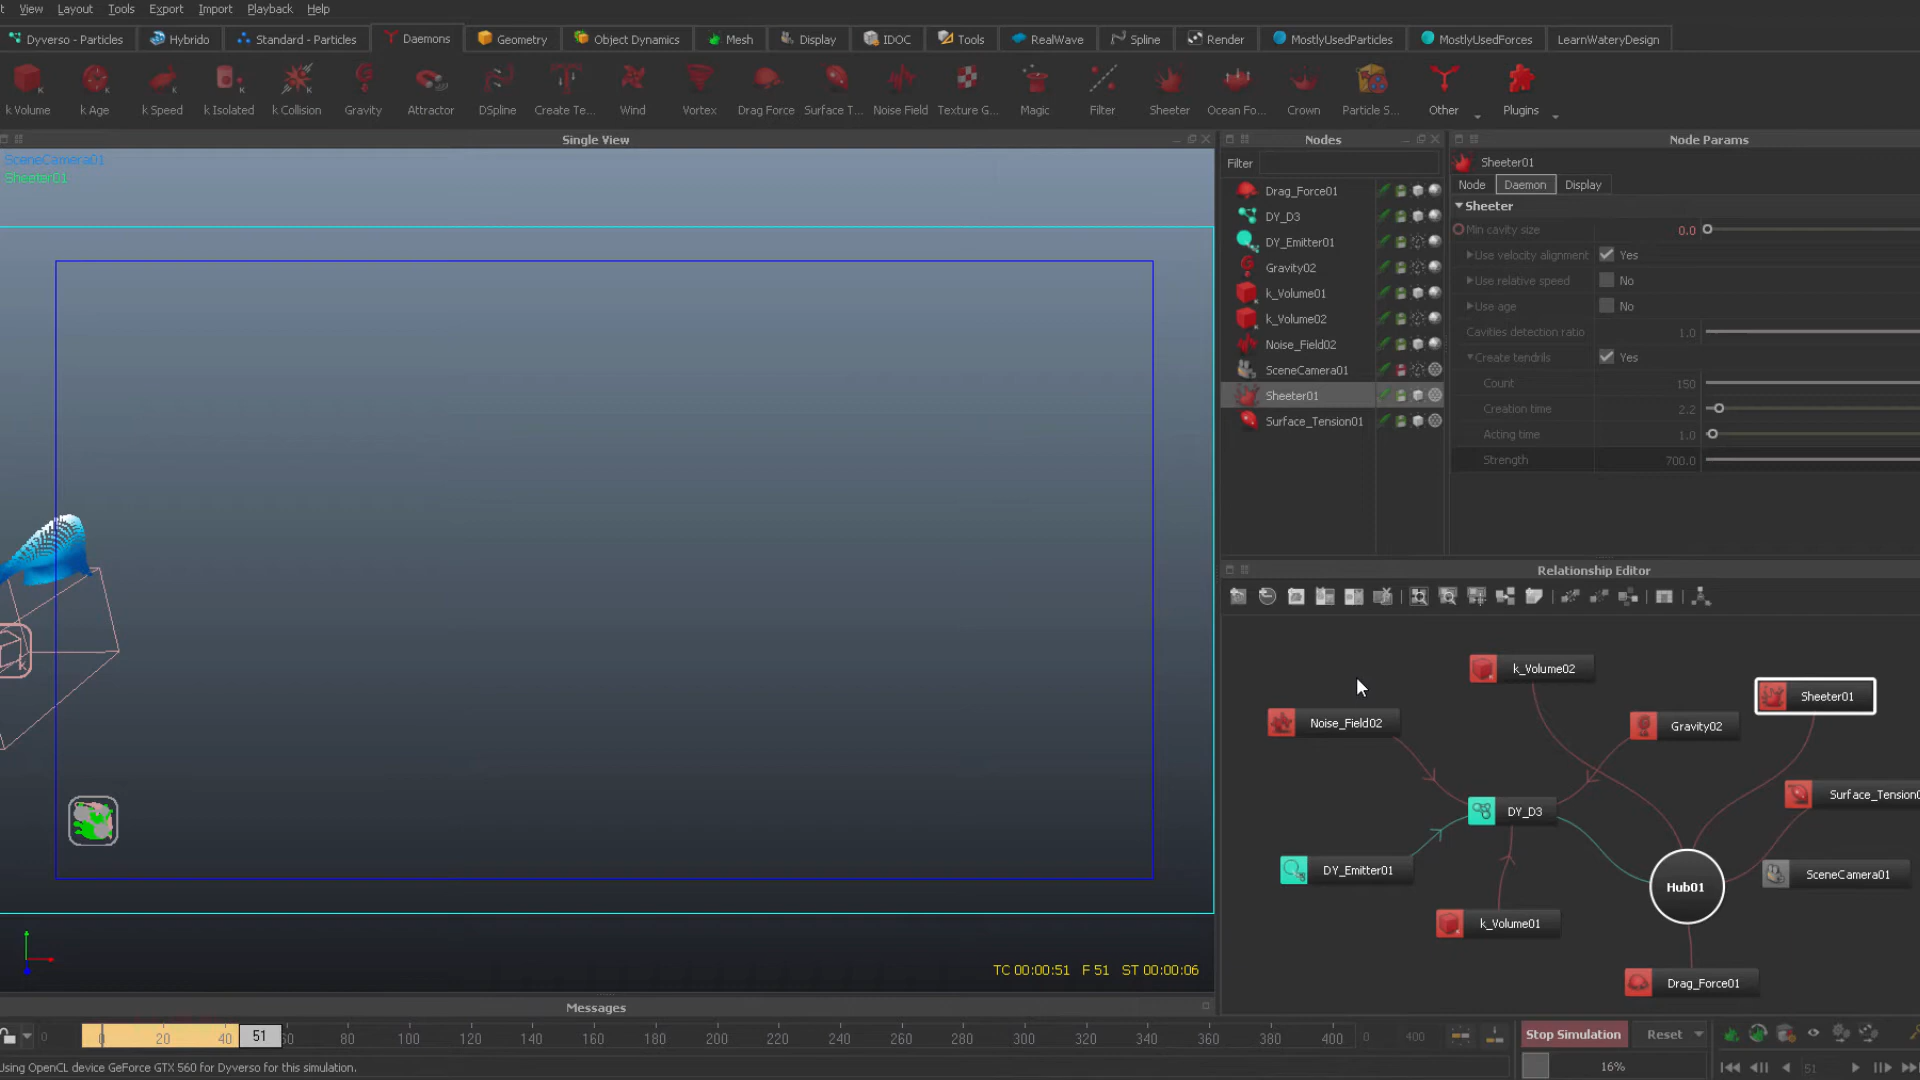 View Layout Tools Export Import Playback Help
Dyverso - Particles Hybrido Standard - Particles Daemons Geometry Object Dynamics Mesh Display IDOC Tools RealWave Spline Render MostlyUsedParticles MostlyUsedForces LearnWateryDesign
k Volume k Age k Speed k Isolated k Collision Gravity Attractor DSpline Create Te... Wind Vortex Drag Force Surface T... Noise Field Texture G... Magic Filter Sheeter Ocean Fo... Crown Particle S... Other Plugins
Single View
SceneCamera01
Sheeter01
TC 00:00:51 F 51 ST 00:00:06
Nodes
Filter
Drag_Force01
DY_D3
DY_Emitter01
Gravity02
k_Volume01
k_Volume02
Noise_Field02
SceneCamera01
Sheeter01
Surface_Tension01
Node Params
Sheeter01
Node Daemon Display
Sheeter
Min cavity size 0.0
Use velocity alignment Yes
Use relative speed No
Use age No
Cavities detection ratio 1.0
Create tendrils Yes
Count 150
Creation time 2.2
Acting time 1.0
Strength 700.0
Relationship Editor
k_Volume02
Sheeter01
Noise_Field02
Gravity02
Surface_Tension0
DY_D3
DY_Emitter01
SceneCamera01
Hub01
k_Volume01
Drag_Force01
Messages
0 0 20 40 51 60 80 100 120 140 160 180 200 220 240 260 280 300 320 340 360 380 400 0 400
Stop Simulation Reset
Using OpenCL device GeForce GTX 560 for Dyverso for this simulation.
16% 51